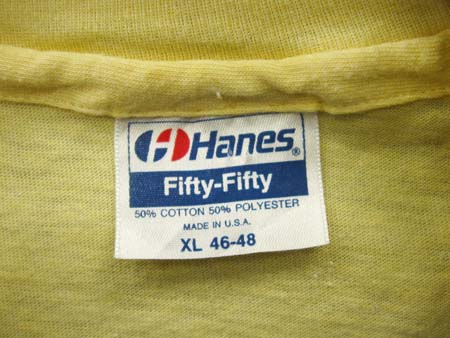 Hanes®
Fifty-Fifty
50% COTTON 50% POLYESTER
MADE IN U.S.A.
XL 46-48